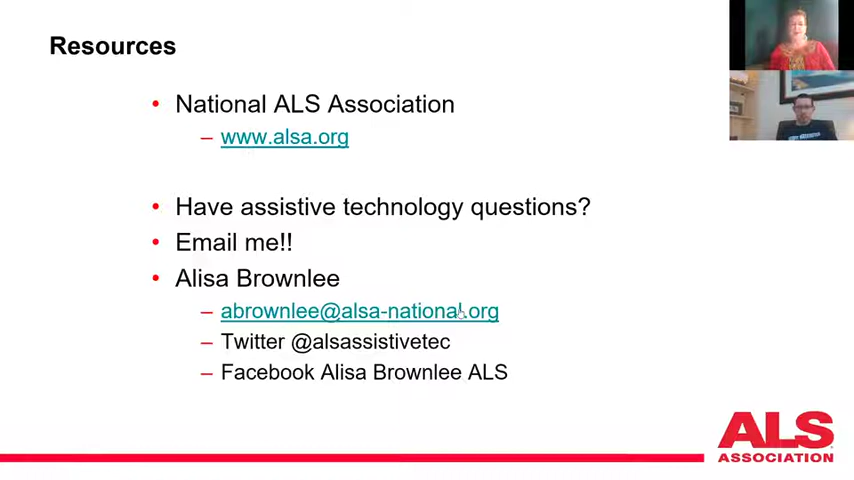 Resources
• National ALS Association
– www.alsa.org
• Have assistive technology questions?
• Email me!!
• Alisa Brownlee
– abrownlee@alsa-national.org
– Twitter @alsassistivetec
– Facebook Alisa Brownlee ALS
ALS
ASSOCIATION